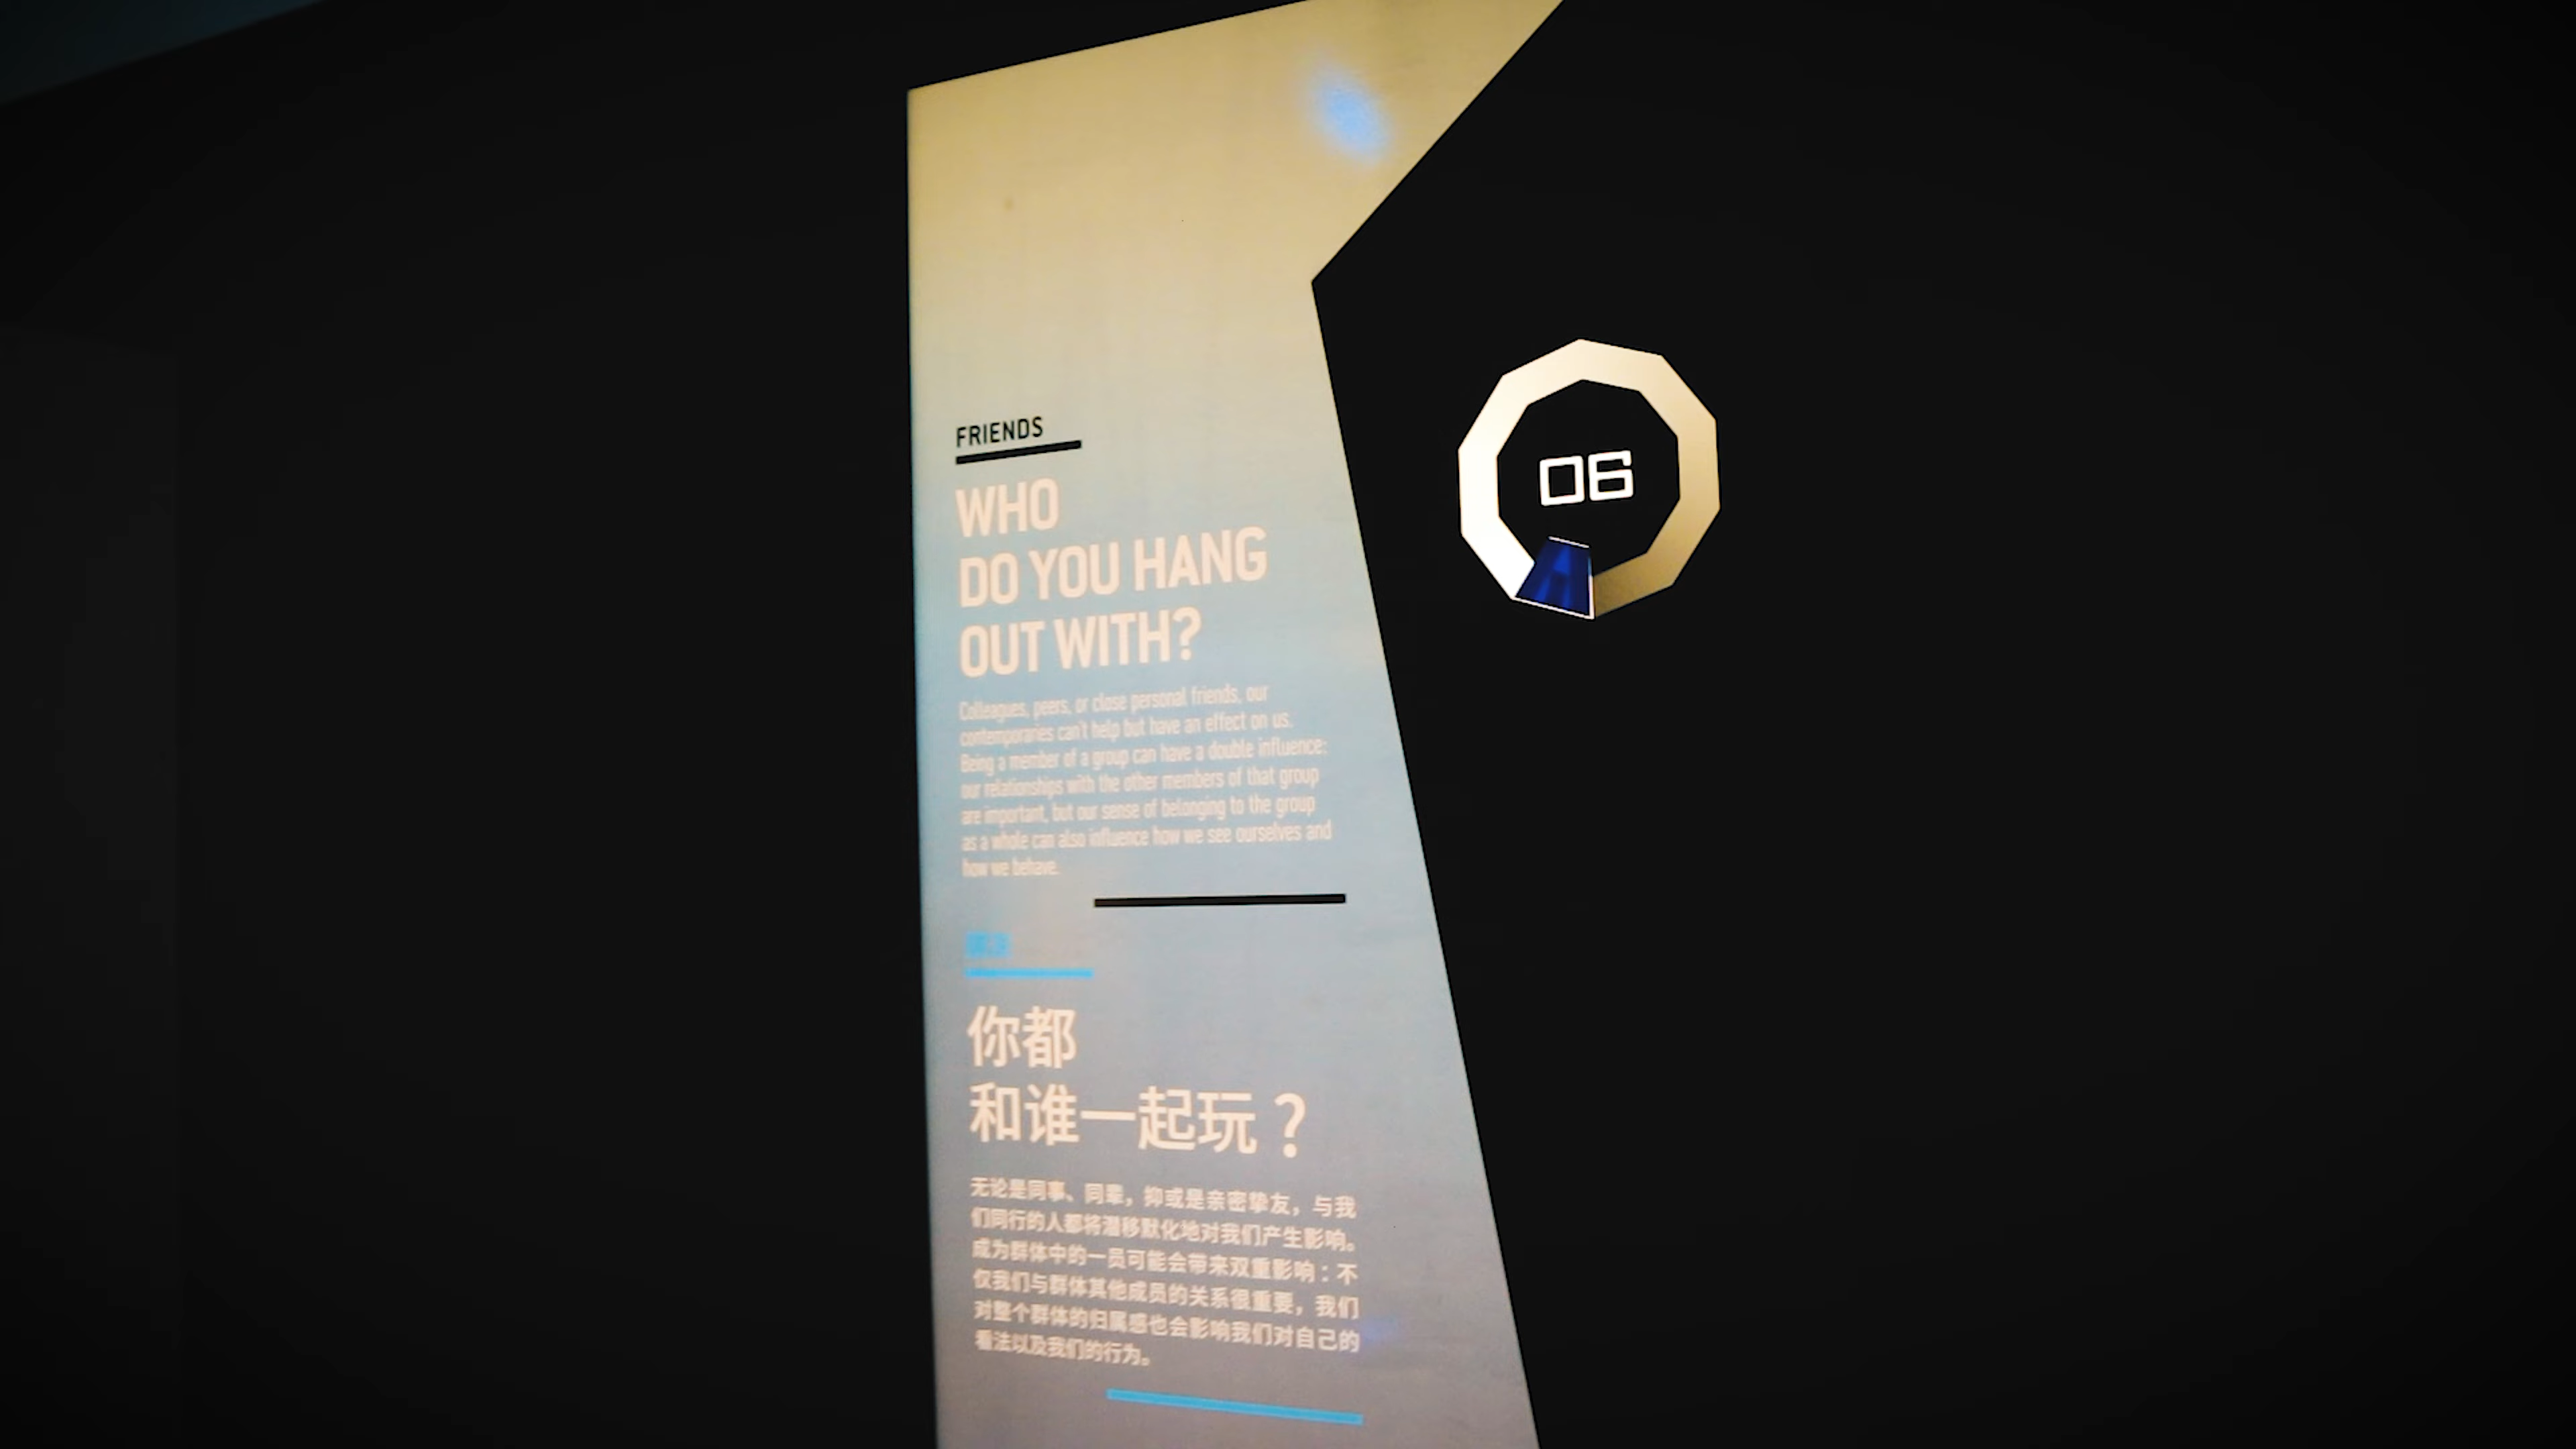 FRIENDS
WHO
DO YOU HANG
OUT WITH?
Colleagues, peers, or close personal friends, our
contemporaries can't help but have an effect on us.
Being a member of a group can have a double influence:
our relationships with the other members of that group
are important, but our sense of belonging to the group
as a whole can also influence how we see ourselves and
how we behave.
你都
和谁一起玩？
无论是同事、同辈，抑或是亲密挚友，与我
们同行的人都将潜移默化地对我们产生影响。
成为群体中的一员可能会带来双重影响：不
仅我们与群体其他成员的关系很重要，我们
对整个群体的归属感也会影响我们对自己的
看法以及我们的行为。
06